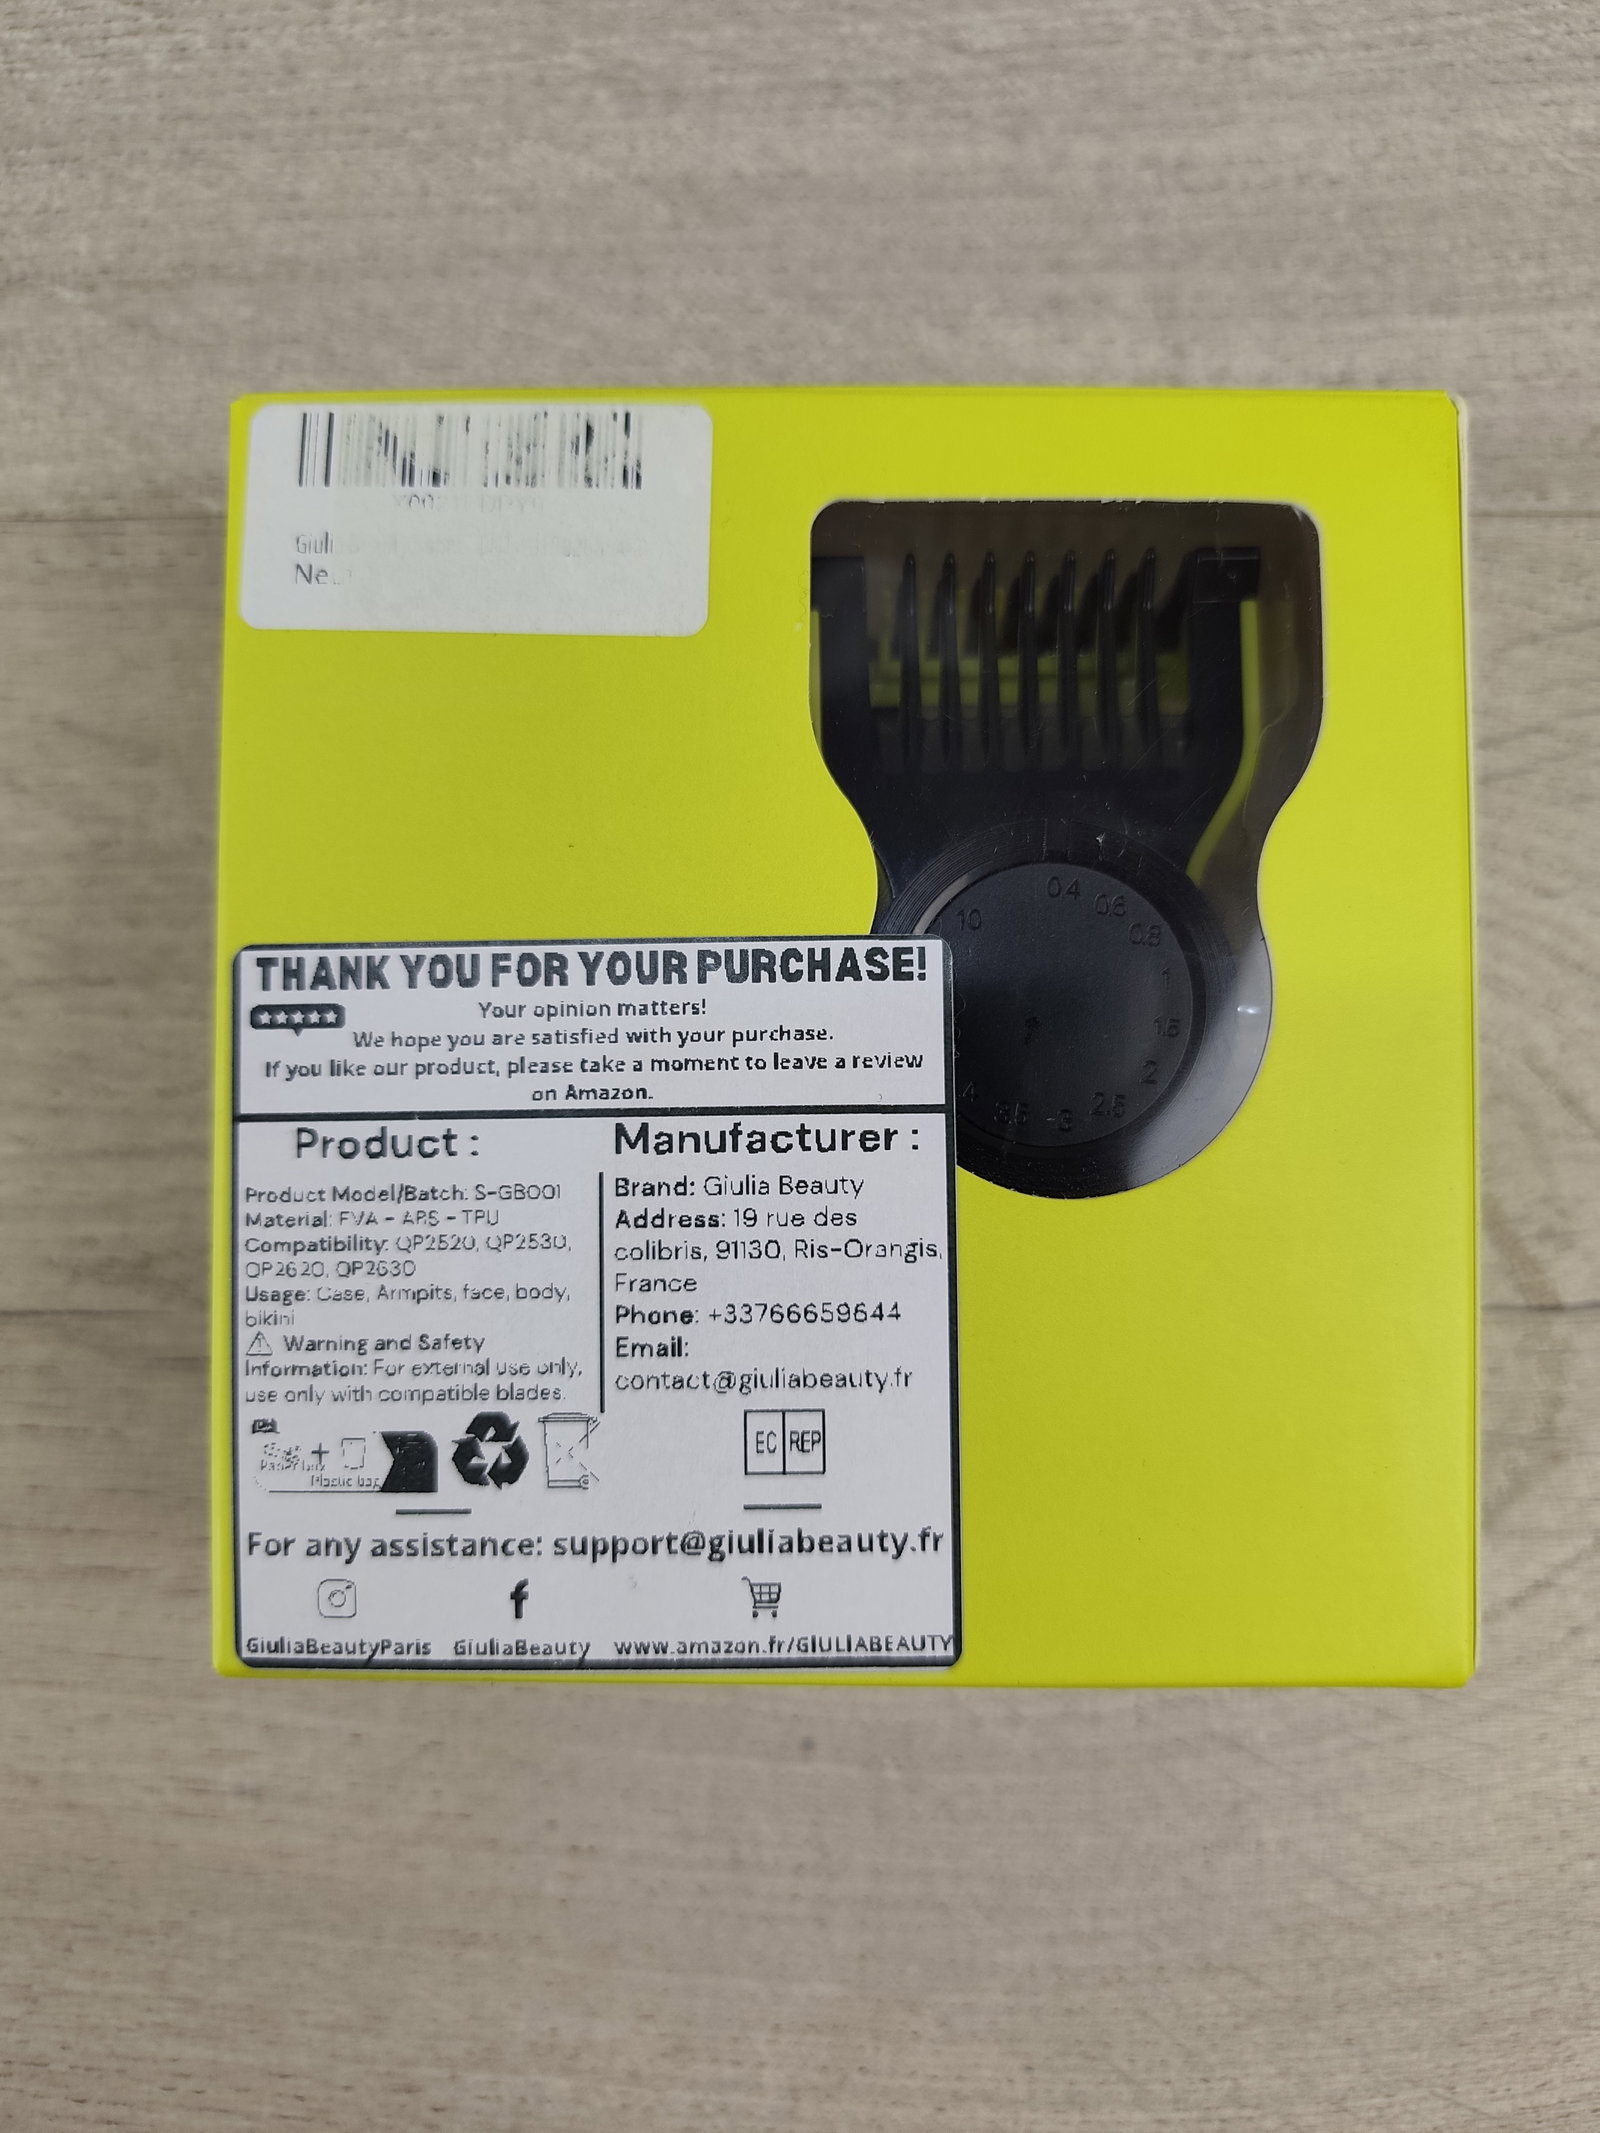 THANK YOU FOR YOUR PURCHASE!
Your opinion matters!
We hope you are satisfied with your purchase.
If you like our product, please take a moment to leave a review
on Amazon.
Product :
Product Model/Batch: S-GB001
Material: EVA - ABS - TPU
Compatibility: QP2520, QP2530,
QP2620, QP2630
Usage: Case, Armpits, face, body,
bikini
⚠ Warning and Safety
Information: For external use only,
use only with compatible blades.
Plastic bag
Manufacturer :
Brand: Giulia Beauty
Address: 19 rue des
colibris, 91130, Ris-Orangis,
France
Phone: +33766659644
Email:
contact@giuliabeauty.fr
EC REP
For any assistance: support@giuliabeauty.fr
GiuliaBeautyParis GiuliaBeauty www.amazon.fr/GIULIABEAUTY
0.4
0.6
0.8
1
1.5
2
2.5
3
3.5
4
10